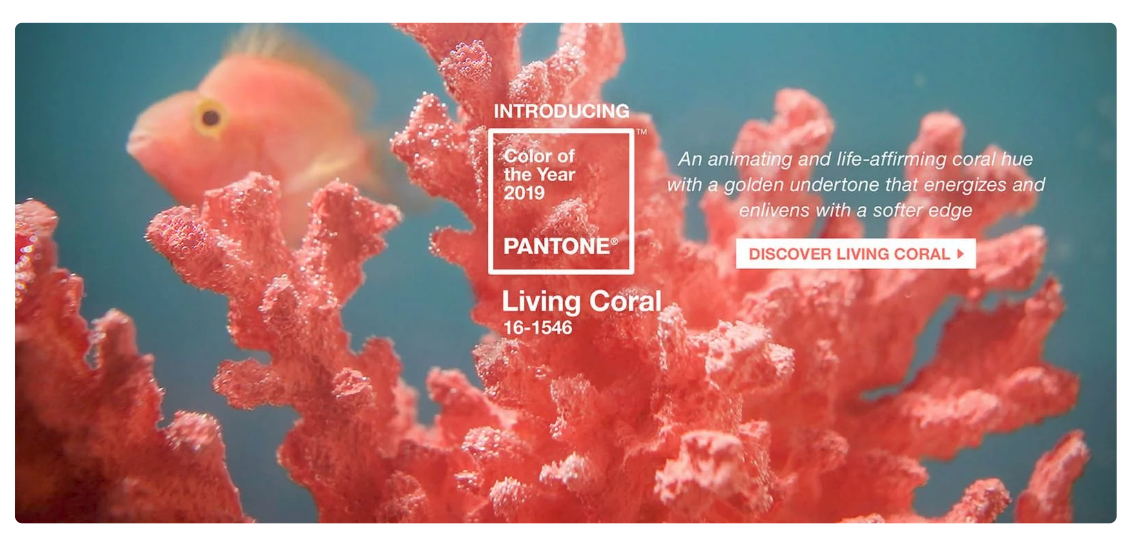 INTRODUCING
™
Color of
the Year
2019
PANTONE®
Living Coral
16-1546
An animating and life-affirming coral hue
with a golden undertone that energizes and
enlivens with a softer edge
DISCOVER LIVING CORAL